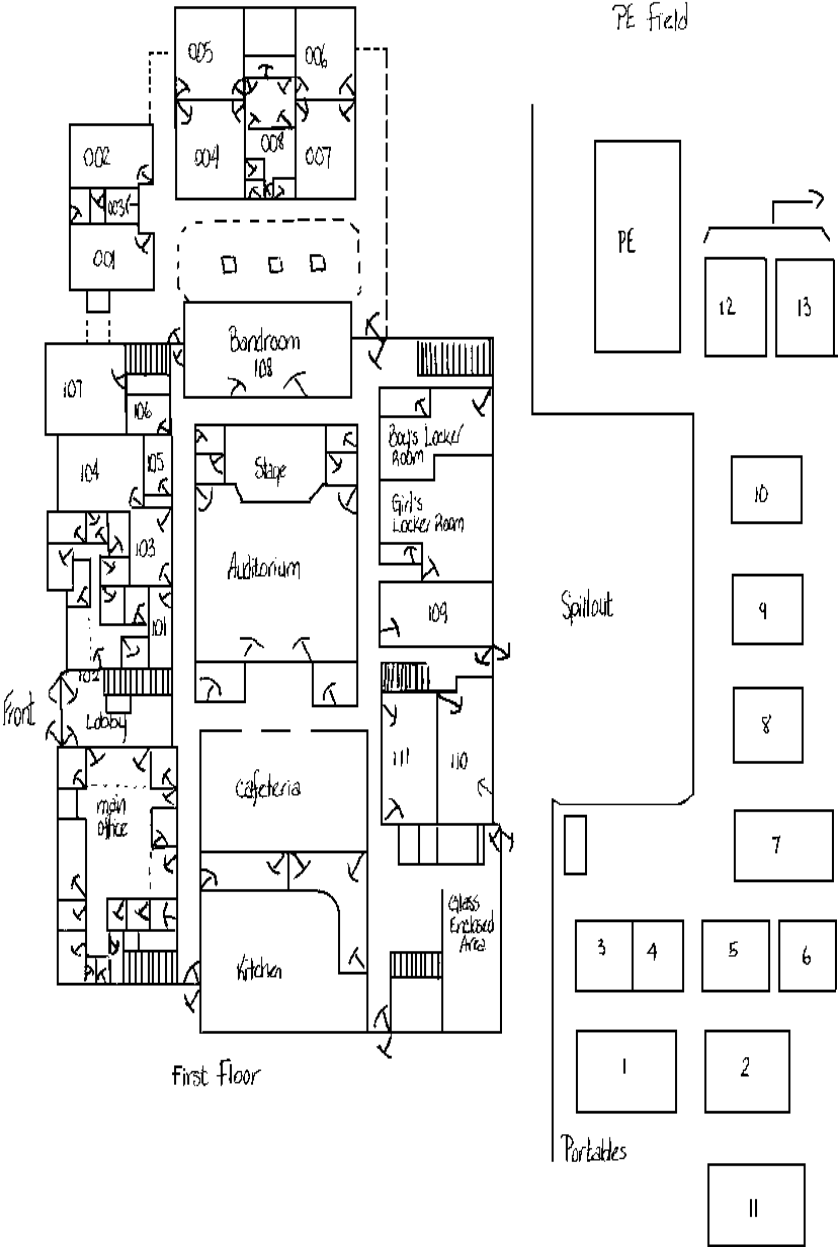 PE Field
005
006
002
004
008
007
003
001
PE
12
13
Bandroom
108
107
106
Boy's Locker
Room
104
105
Stage
10
Girl's
Locker Room
103
Auditorium
109
Spillout
9
101
102
Front
Lobby
111
110
8
main
office
Cafeteria
7
Glass
Enclosed
Area
3
4
5
6
Kitchen
First Floor
1
2
Portables
11